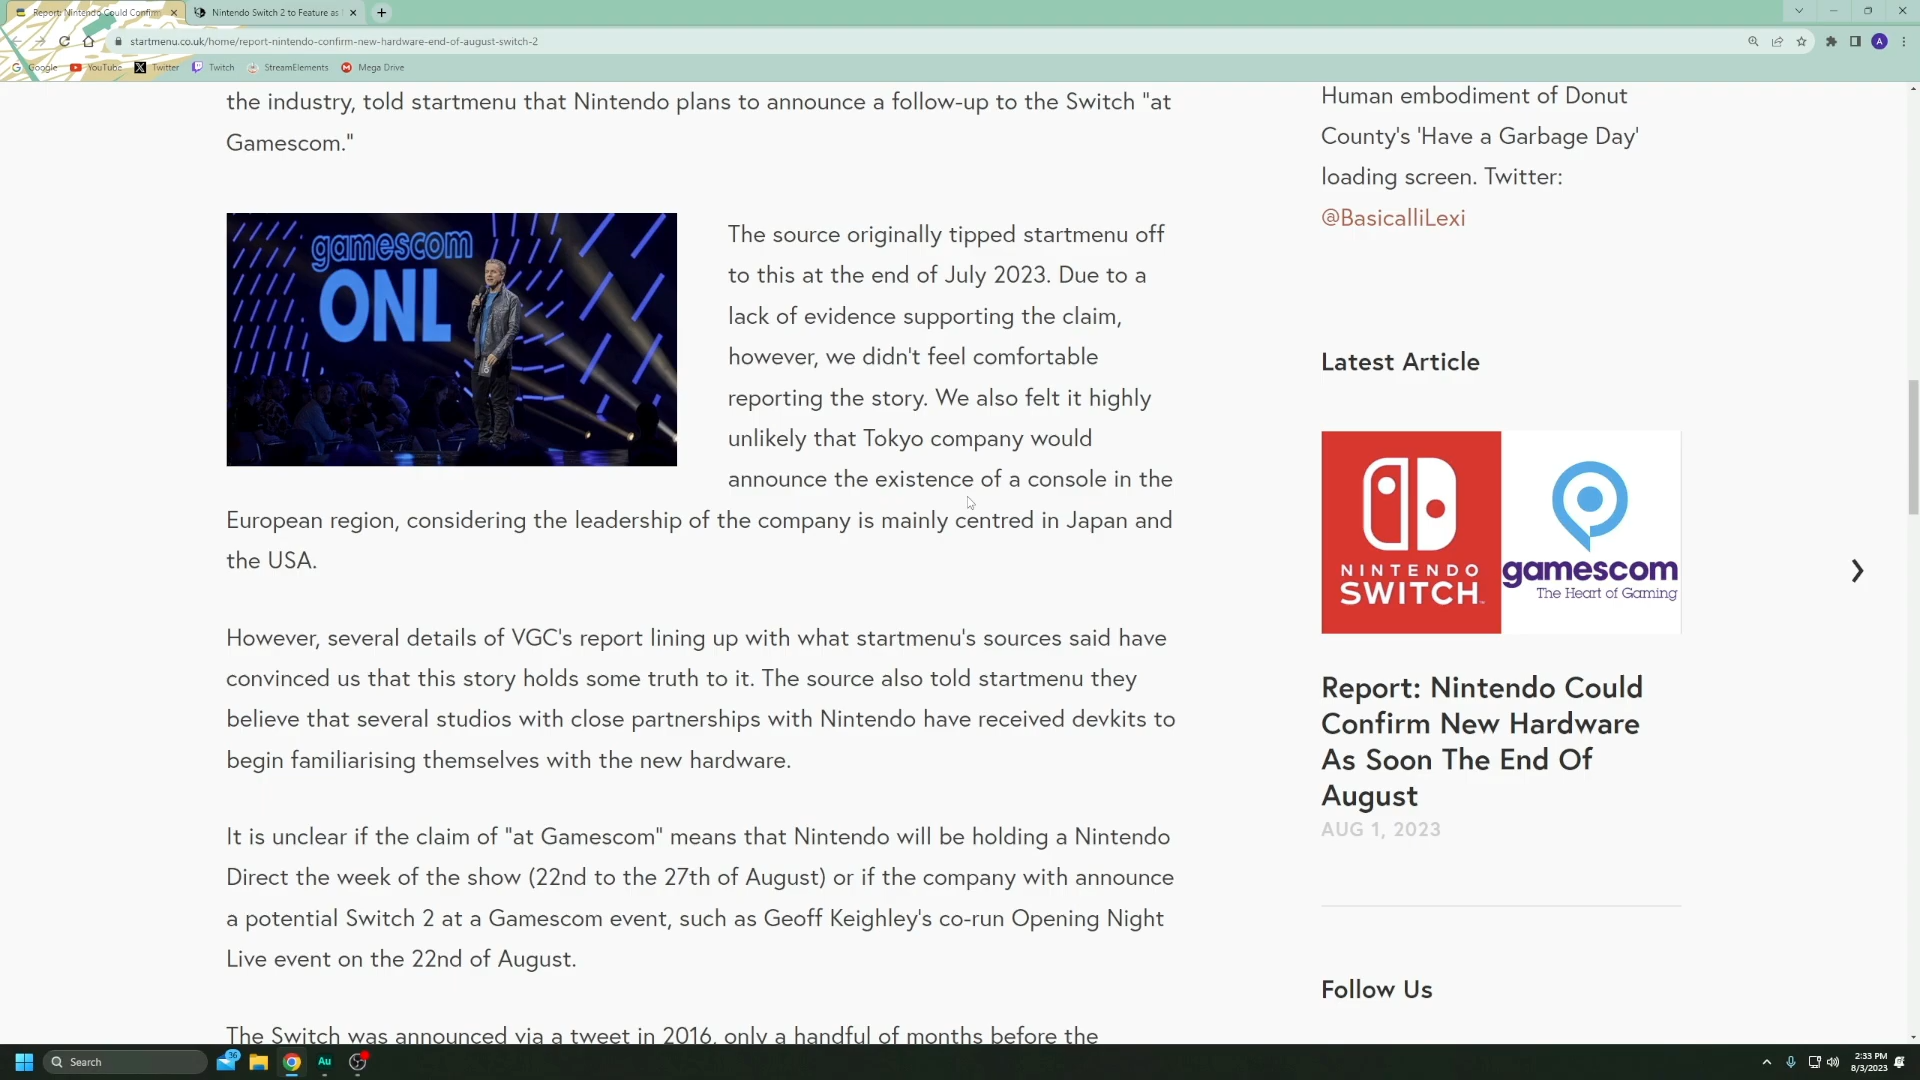 Report: Nintendo Could Confirm
Nintendo Switch 2 to Feature as
startmenu.co.uk/home/report-nintendo-confirm-new-hardware-end-of-august-switch-2
A
Google
YouTube
Twitter
Twitch
StreamElements
Mega Drive
the industry, told startmenu that Nintendo plans to announce a follow-up to the Switch "at
Gamescom."
gamescom
ONL
The source originally tipped startmenu off
to this at the end of July 2023. Due to a
lack of evidence supporting the claim,
however, we didn't feel comfortable
reporting the story. We also felt it highly
unlikely that Tokyo company would
announce the existence of a console in the
European region, considering the leadership of the company is mainly centred in Japan and
the USA.
However, several details of VGC's report lining up with what startmenu's sources said have
convinced us that this story holds some truth to it. The source also told startmenu they
believe that several studios with close partnerships with Nintendo have received devkits to
begin familiarising themselves with the new hardware.
It is unclear if the claim of "at Gamescom" means that Nintendo will be holding a Nintendo
Direct the week of the show (22nd to the 27th of August) or if the company with announce
a potential Switch 2 at a Gamescom event, such as Geoff Keighley's co-run Opening Night
Live event on the 22nd of August.
The Switch was announced via a tweet in 2016, only a handful of months before the
Human embodiment of Donut
County's 'Have a Garbage Day'
loading screen. Twitter:
@BasicalliLexi
Latest Article
NINTENDO
SWITCH
gamescom
The Heart of Gaming
Report: Nintendo Could
Confirm New Hardware
As Soon The End Of
August
AUG 1, 2023
Follow Us
Search
36
Au
2:33 PM
8/3/2023